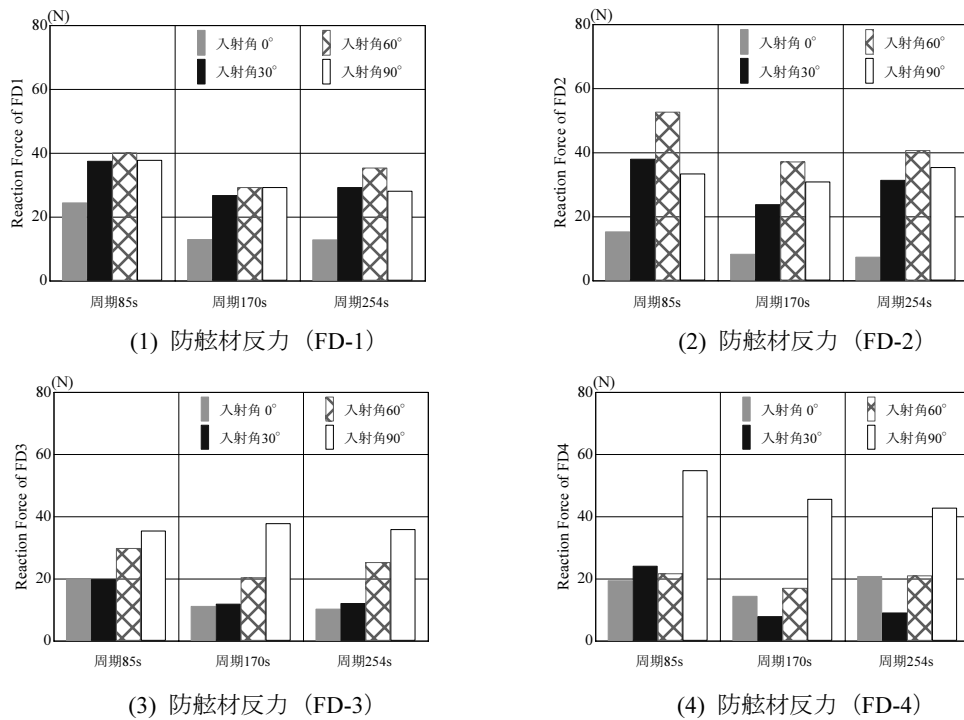 (N)
80
60
40
20
0
Reaction Force of FD1
入射角 0°
入射角60°
入射角30°
入射角90°
周期85s
周期170s
周期254s
(1) 防舷材反力（FD-1）
(N)
80
60
40
20
0
Reaction Force of FD2
入射角 0°
入射角60°
入射角30°
入射角90°
周期85s
周期170s
周期254s
(2) 防舷材反力（FD-2）
(N)
80
60
40
20
0
Reaction Force of FD3
入射角 0°
入射角60°
入射角30°
入射角90°
周期85s
周期170s
周期254s
(3) 防舷材反力（FD-3）
(N)
80
60
40
20
0
Reaction Force of FD4
入射角 0°
入射角60°
入射角30°
入射角90°
周期85s
周期170s
周期254s
(4) 防舷材反力（FD-4）